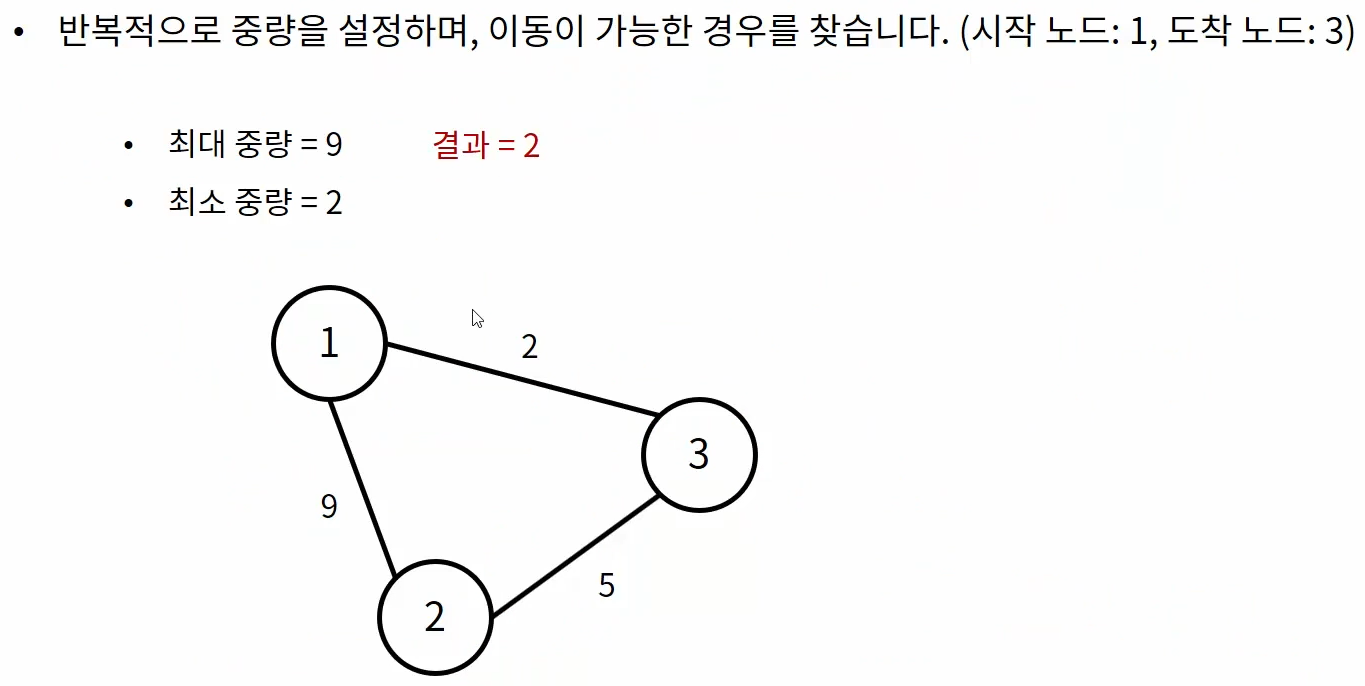 • 반복적으로 중량을 설정하며, 이동이 가능한 경우를 찾습니다. (시작 노드: 1, 도착 노드: 3)
• 최대 중량 = 9 결과 = 2
• 최소 중량 = 2
1
2
3
9
5
2